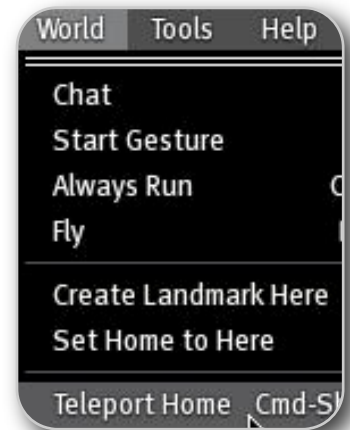 World Tools Help
Chat
Start Gesture
Always Run
Fly
Create Landmark Here
Set Home to Here
Teleport Home